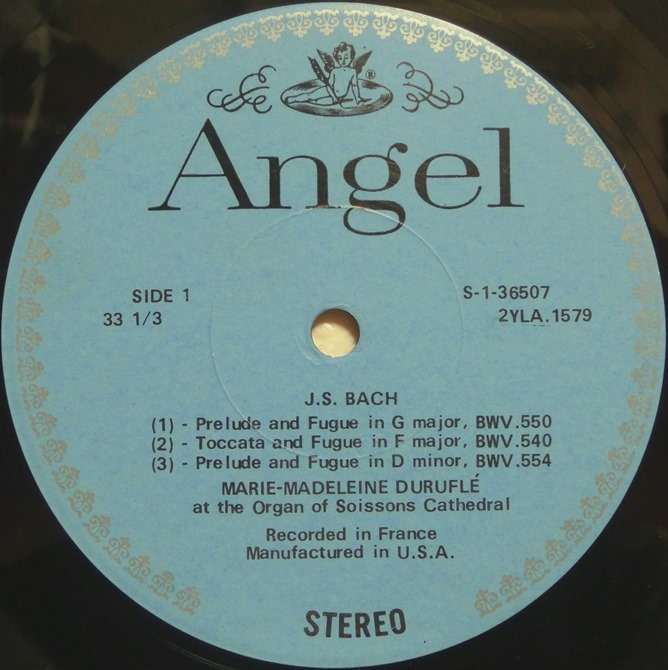 ®
Angel
SIDE 1
S-1-36507
33 1/3
2YLA.1579
J.S. BACH
(1) - Prelude and Fugue in G major, BWV.550
(2) - Toccata and Fugue in F major, BWV.540
(3) - Prelude and Fugue in D minor, BWV.554
MARIE-MADELEINE DURUFLÉ
at the Organ of Soissons Cathedral
Recorded in France
Manufactured in U.S.A.
STEREO